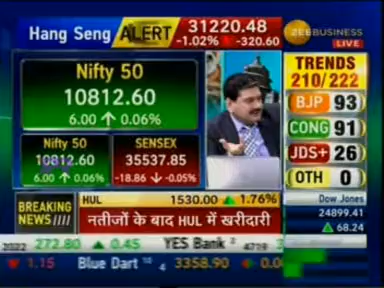 Hang Seng ALERT 31220.48
-1.02% ▼ -320.60
ZEE BUSINESS
LIVE
Nifty 50
10812.60
6.00 ↑ 0.06%
Nifty 50
10812.60
6.00 ↑ 0.06%
SENSEX
35537.85
-18.86 ↓ -0.05%
TRENDS
210/222
BJP 93
CONG 91
JDS+ 26
OTH 0
BREAKING
NEWS
HUL 1530.00 ▲ 1.76%
नतीजों के बाद HUL में खरीदारी
Dow Jones
24899.41
▲ 68.24
272.80 ▲ 0.45 YES Bank
▼ 1.15 Blue Dart 3358.90